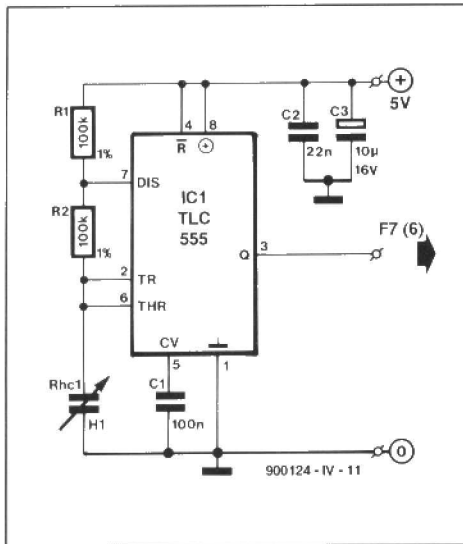 R1
100k
1%
R2
100k
1%
Rhc1
H1
4
8
R̅
+
7
DIS
2
TR
6
THR
IC1
TLC
555
Q
3
CV
5
1
C1
100n
C2
22n
C3
10µ
16V
+
5V
F7 (6)
0
900124 - IV - 11